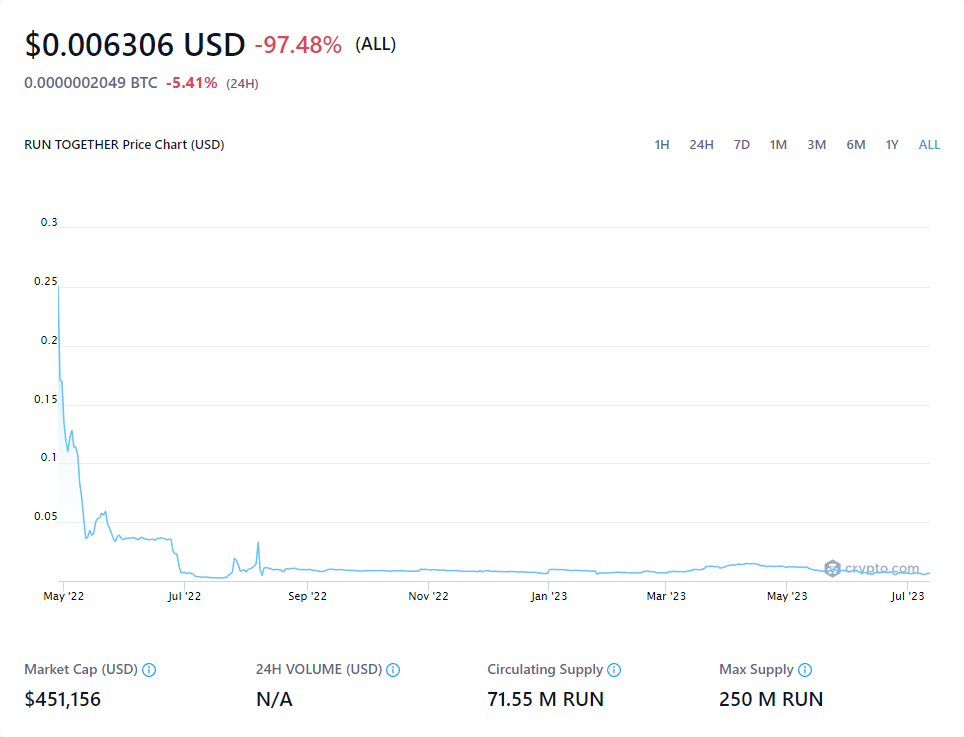 $0.006306 USD -97.48% (ALL)
0.0000002049 BTC -5.41% (24H)
RUN TOGETHER Price Chart (USD) 1H 24H 7D 1M 3M 6M 1Y ALL
0.3
0.25
0.2
0.15
0.1
0.05
crypto.com
May '22 Jul '22 Sep '22 Nov '22 Jan '23 Mar '23 May '23 Jul '23
Market Cap (USD) 24H VOLUME (USD) Circulating Supply Max Supply
$451,156 N/A 71.55 M RUN 250 M RUN